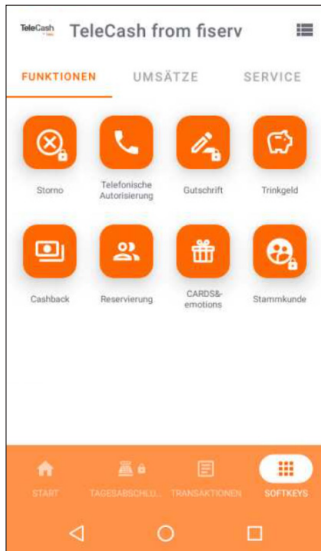 TeleCash
TeleCash from fiserv
FUNKTIONEN
UMSÄTZE
SERVICE
Storno
Telefonische
Autorisierung
Gutschrift
Trinkgeld
Cashback
Reservierung
CARDS&-
emotions
Stammkunde
START
TAGESABSCHLU...
TRANSAKTIONEN
SOFTKEYS